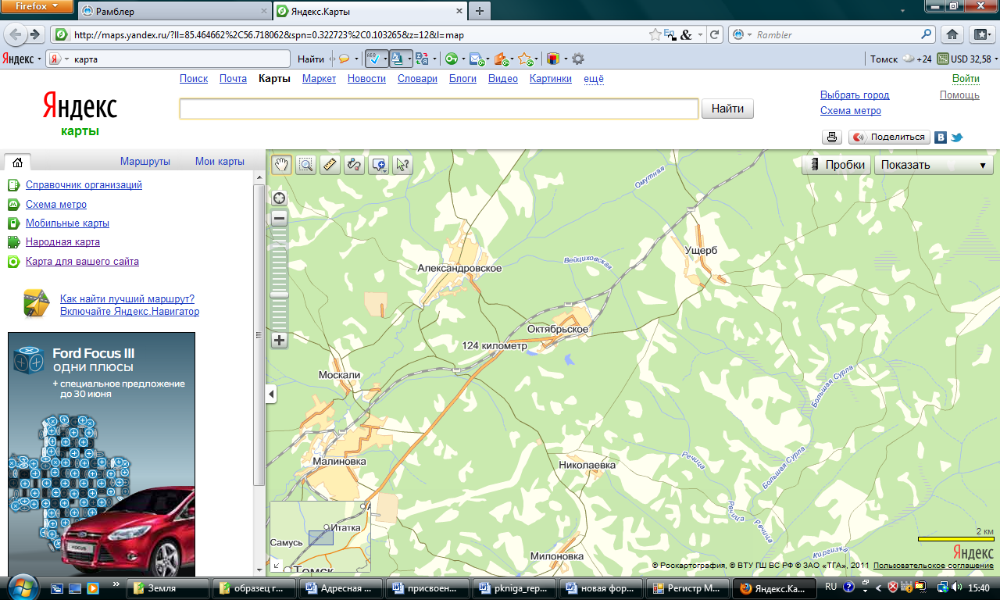 Firefox
Рамблер
Яндекс.Карты
http://maps.yandex.ru/?ll=85.464662%2C56.718062&spn=0.322723%2C0.103265&z=12&l=map
Rambler
Яндекс
карта
Найти
Томск +24 USD 32,58
Поиск Почта Карты Маркет Новости Словари Блоги Видео Картинки ещё
Войти
Яндекс
карты
Найти
Выбрать город Помощь
Схема метро
Поделиться
Маршруты Мои карты
Справочник организаций
Схема метро
Мобильные карты
Народная карта
Карта для вашего сайта
Как найти лучший маршрут?
Включайте Яндекс.Навигатор
Ford Focus III
ОДНИ ПЛЮСЫ
+ специальное предложение
до 30 июня
FOCUS
Пробки
Показать
Омутная
Ущерб
Вейциховская
Александровское
Октябрьское
124 километр
Москали
Большая Сурла
Речица
Малиновка
Николаевка
Большая Сурла
Речица
Речица
Киргизка
Милоновка
Итатка
Самусь
Томск
2 км
Яндекс
© Роскартография, © ВТУ ГШ ВС РФ © ЗАО «ТГА», 2011 Пользовательское соглашение
Земля
образец г...
Адресная ...
присвоен...
pkniga_rep...
новая фор...
Регистр М...
Яндекс.Ка...
RU
15:40